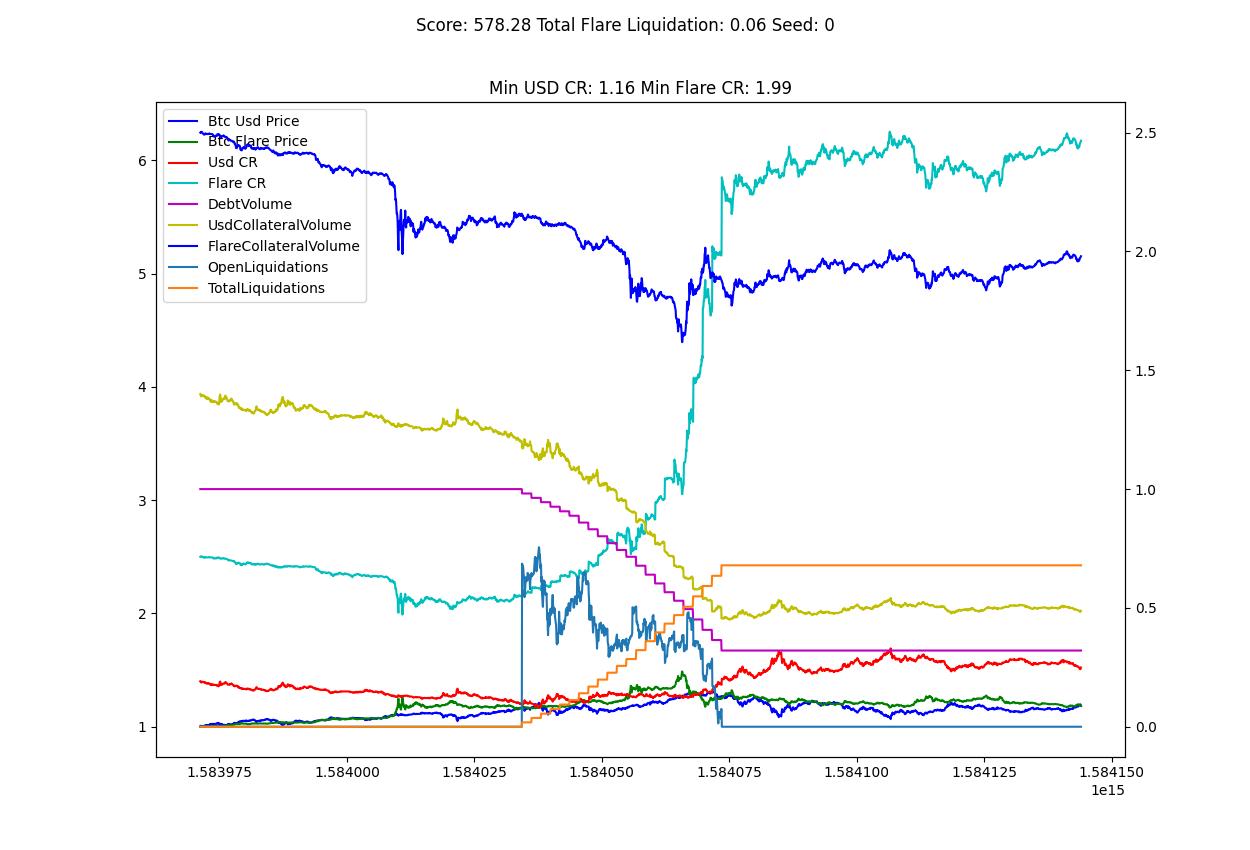 Score: 578.28 Total Flare Liquidation: 0.06 Seed: 0
Min USD CR: 1.16 Min Flare CR: 1.99
Btc Usd Price
Btc Flare Price
Usd CR
Flare CR
DebtVolume
UsdCollateralVolume
FlareCollateralVolume
OpenLiquidations
TotalLiquidations
6
5
4
3
2
1
2.5
2.0
1.5
1.0
0.5
0.0
1.583975 1.584000 1.584025 1.584050 1.584075 1.584100 1.584125 1.584150
1e15